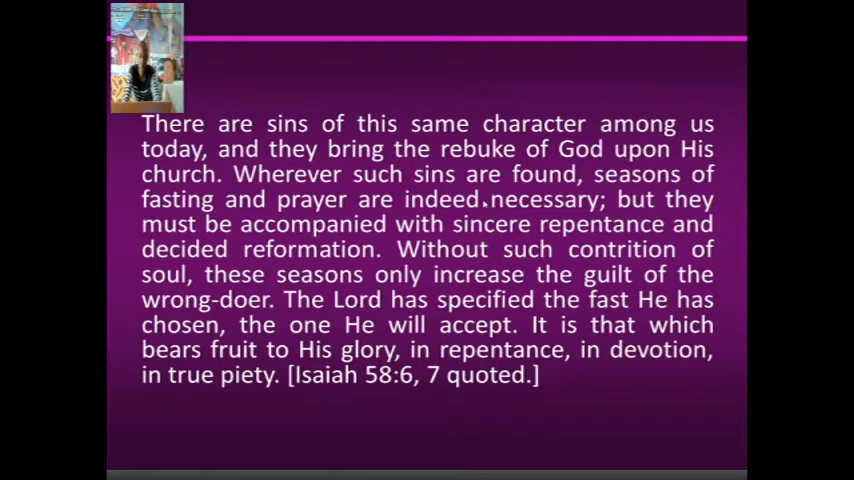 There are sins of this same character among us
today, and they bring the rebuke of God upon His
church. Wherever such sins are found, seasons of
fasting and prayer are indeed necessary; but they
must be accompanied with sincere repentance and
decided reformation. Without such contrition of
soul, these seasons only increase the guilt of the
wrong-doer. The Lord has specified the fast He has
chosen, the one He will accept. It is that which
bears fruit to His glory, in repentance, in devotion,
in true piety. [Isaiah 58:6, 7 quoted.]